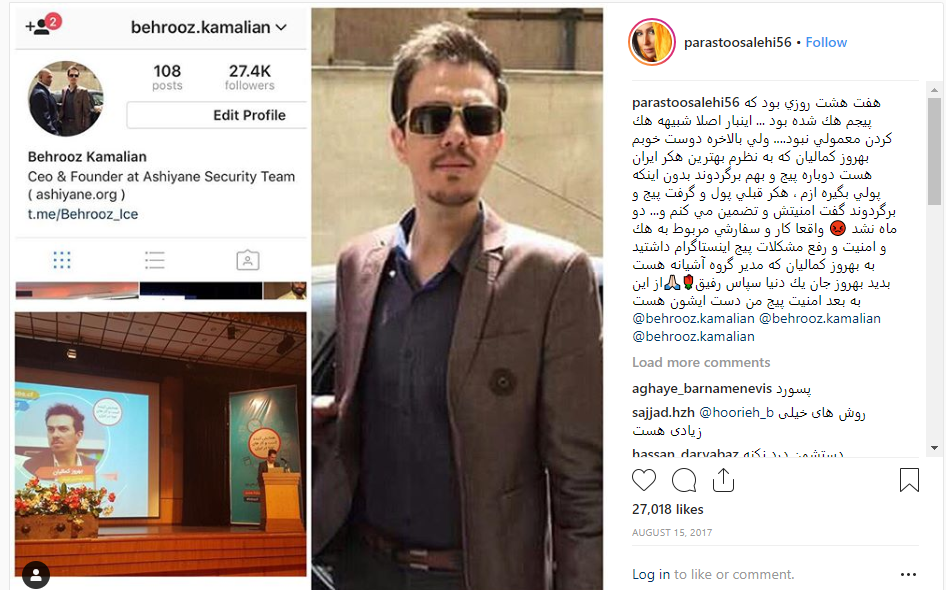 2
behrooz.kamalian
108
posts
27.4K
followers
Edit Profile
Behrooz Kamalian
Ceo & Founder at Ashiyane Security Team
( ashiyane.org )
t.me/Behrooz_Ice
بهروز کمالیان
parastoosalehi56 • Follow
parastoosalehi56 هفت هشت روزي بود كه
پيجم هك شده بود ... اينبار اصلا شبيهه هك
كردن معمولي نبود.... ولي بالاخره دوست خوبم
بهروز كماليان كه به نظرم بهترين هكر ايران
هست دوباره پيج و بهم برگردوند بدون اينكه
پولي بگيره ازم ، هكر قبلي پول و گرفت پيج و
برگردوند گفت امنيتش و تضمين مي كنم و... دو
ماه نشد 😡 واقعا كار و سفارشي مربوط به هك
و امنيت و رفع مشكلات پيج اينستاگرام داشتيد
به بهروز كماليان كه مدير گروه آشيانه هست
بديد بهروز جان يك دنيا سپاس رفيق🌹🙏🏻از اين
به بعد امنيت پيج من دست ايشون هست
@behrooz.kamalian @behrooz.kamalian
@behrooz.kamalian
Load more comments
aghaye_barnamenevis پسورد
sajjad.hzh @hoorieh_b روش های خیلی
زیادی هست
hassan_daryabaz دستشون درد نکنه
27,018 likes
AUGUST 15, 2017
Log in to like or comment.